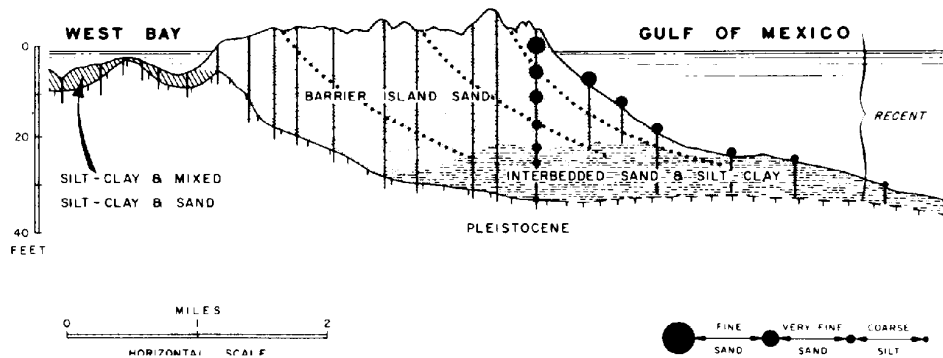 WEST BAY
GULF OF MEXICO
0
20
40
FEET
BARRIER ISLAND SAND
RECENT
SILT-CLAY & MIXED
SILT-CLAY & SAND
INTERBEDDED SAND & SILT CLAY
PLEISTOCENE
MILES
0 1 2
HORIZONTAL SCALE
FINE SAND
VERY FINE SAND
COARSE SILT